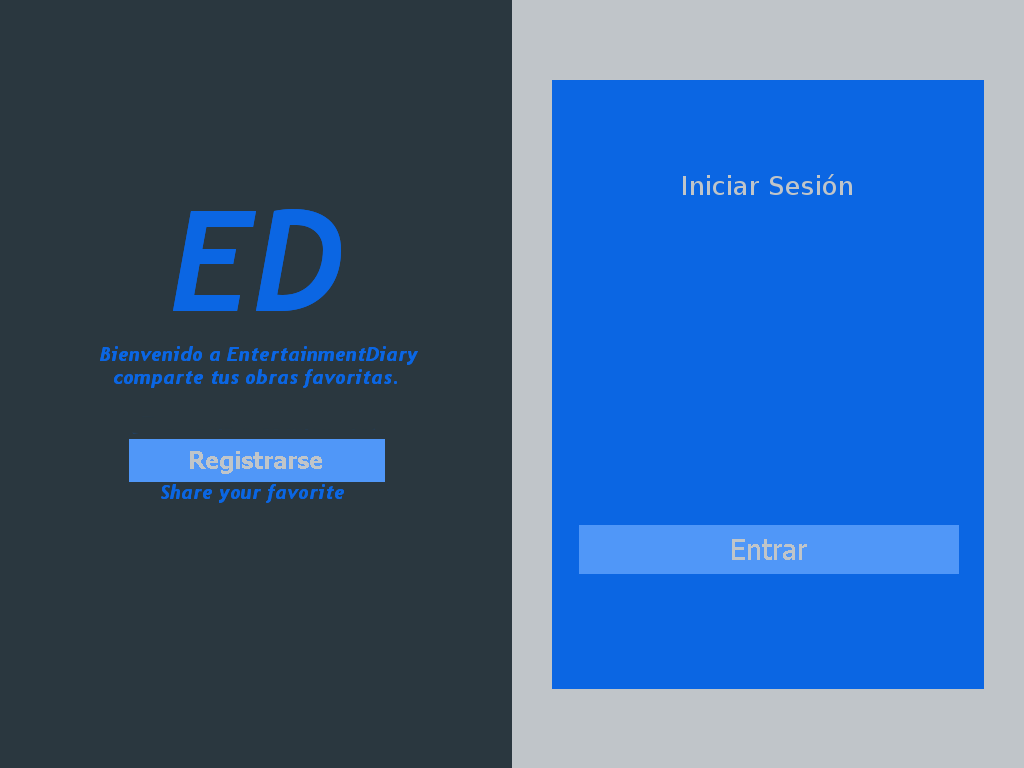 ED
Bienvenido a EntertainmentDiary
comparte tus obras favoritas.
Registrarse
Share your favorite
Iniciar Sesión
Entrar